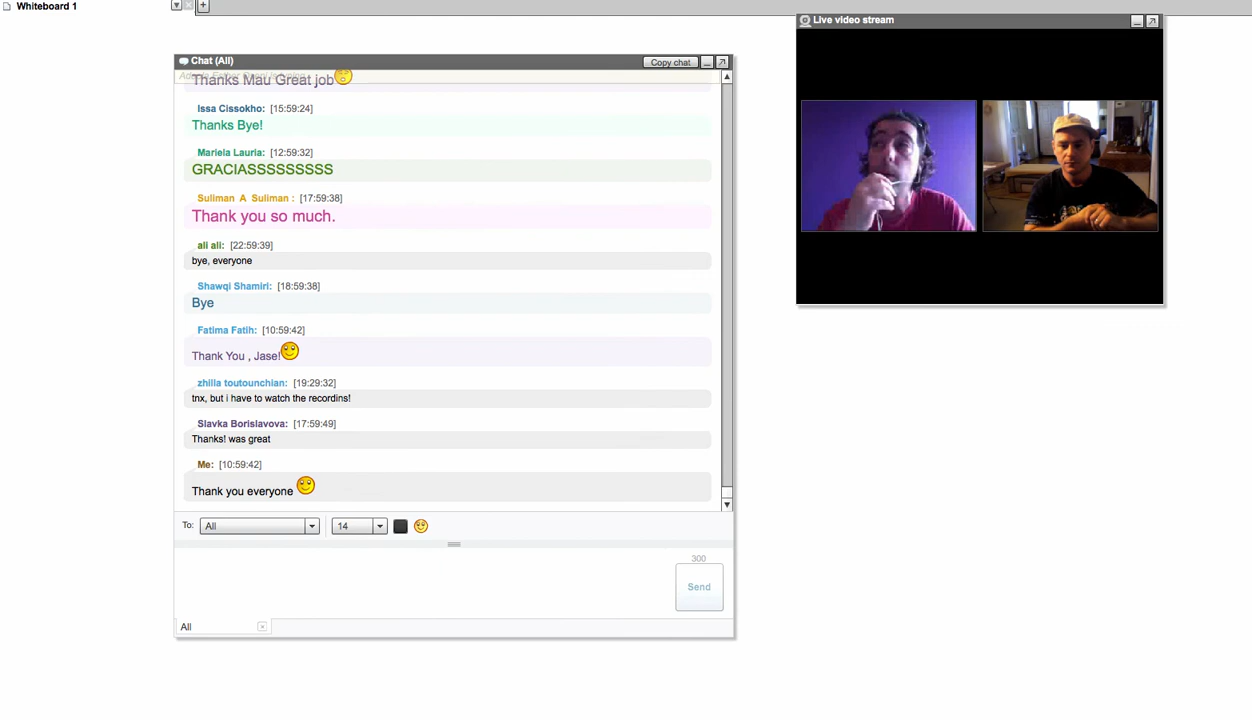 Whiteboard 1
Live video stream
Chat (All)
Copy chat
Thanks Mau Great job
Issa Cissokho: [15:59:24]
Thanks Bye!
Mariela Lauria: [12:59:32]
GRACIASSSSSSSSS
Suliman A Suliman : [17:59:38]
Thank you so much.
ali ali: [22:59:39]
bye, everyone
Shawqi Shamiri: [18:59:38]
Bye
Fatima Fatih: [10:59:42]
Thank You , Jase!
zhilla toutounchian: [19:29:32]
tnx, but i have to watch the recordins!
Slavka Borislavova: [17:59:49]
Thanks! was great
Me: [10:59:42]
Thank you everyone
To: All 14
300
Send
All